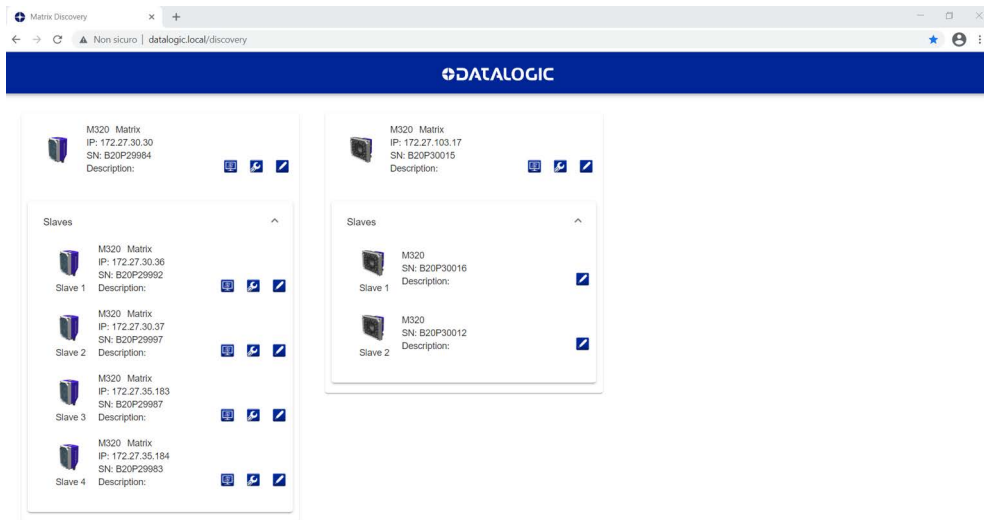 Matrix Discovery
Non sicuro | datalogic.local/discovery
DATALOGIC
M320 Matrix
IP: 172.27.30.30
SN: B20P29984
Description:
Slaves
M320 Matrix
IP: 172.27.30.36
SN: B20P29992
Slave 1 Description:
M320 Matrix
IP: 172.27.30.37
SN: B20P29997
Slave 2 Description:
M320 Matrix
IP: 172.27.35.183
SN: B20P29987
Slave 3 Description:
M320 Matrix
IP: 172.27.35.184
SN: B20P29983
Slave 4 Description:
M320 Matrix
IP: 172.27.103.17
SN: B20P30015
Description:
Slaves
M320
SN: B20P30016
Slave 1 Description:
M320
SN: B20P30012
Slave 2 Description: